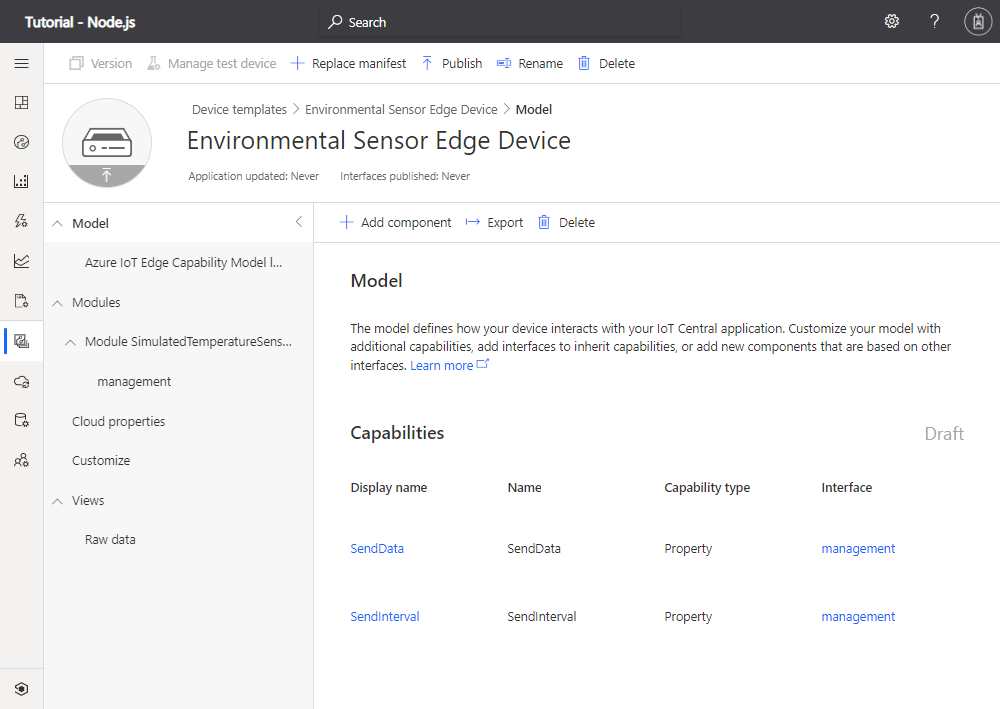 Tutorial - Node.js
Search
?
Version
Manage test device
Replace manifest
Publish
Rename
Delete
Device templates > Environmental Sensor Edge Device > Model
Environmental Sensor Edge Device
Application updated: Never
Interfaces published: Never
Model
Azure IoT Edge Capability Model l...
Modules
Module SimulatedTemperatureSens...
management
Cloud properties
Customize
Views
Raw data
Add component
Export
Delete
Model
The model defines how your device interacts with your IoT Central application. Customize your model with
additional capabilities, add interfaces to inherit capabilities, or add new components that are based on other
interfaces. Learn more
Capabilities
Draft
Display name
Name
Capability type
Interface
SendData
SendData
Property
management
SendInterval
SendInterval
Property
management